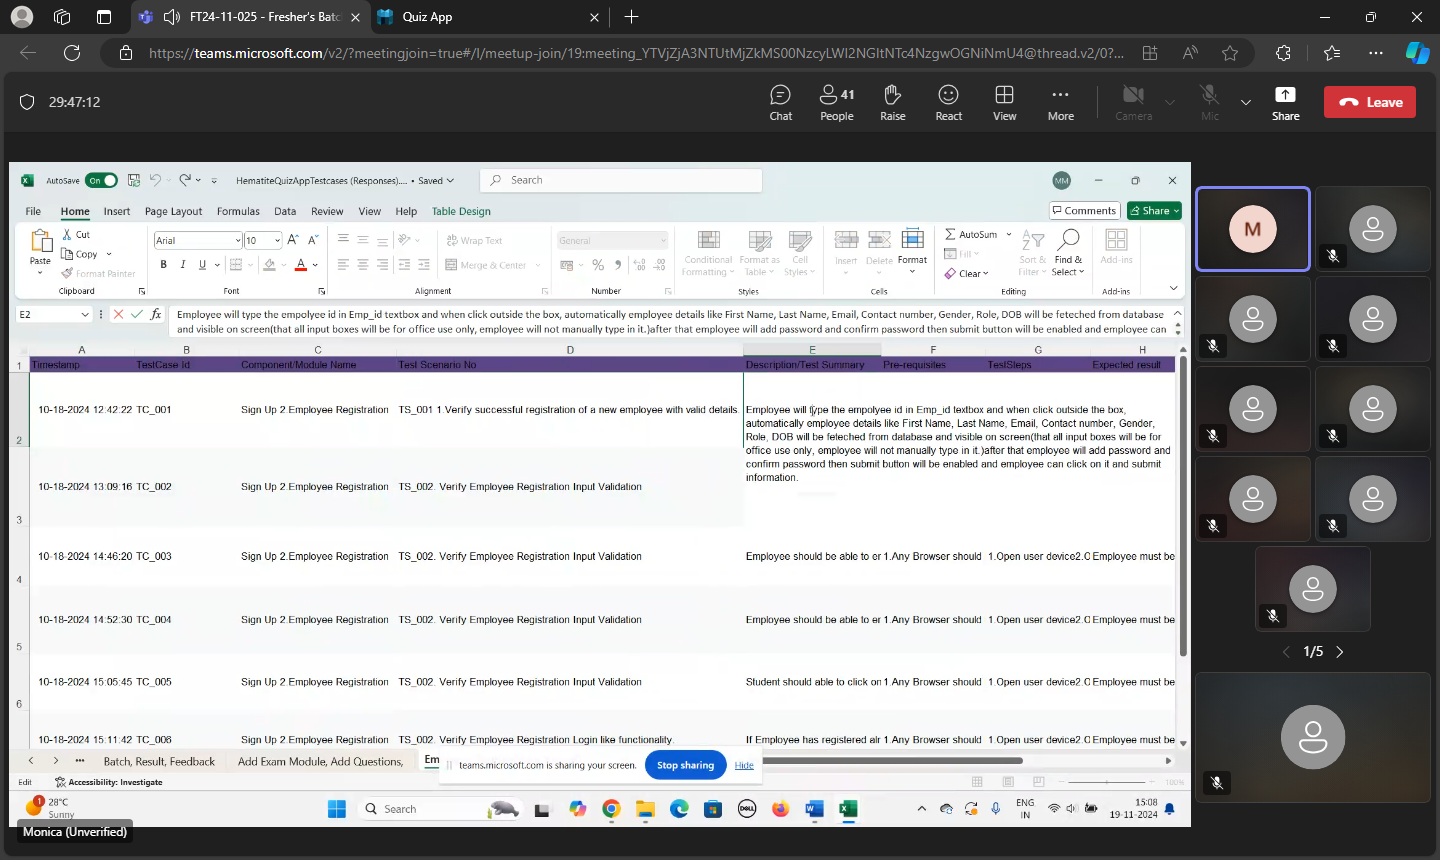 FT24-11-025 - Fresher's Batc
Quiz App
https://teams.microsoft.com/v2/?meetingjoin=true#/l/meetup-join/19:meeting_YTVjZjA3NTUtMjZkMS00NzcyLWI2NGItNTc4NzgwOGNiNmU4@thread.v2/0?...
29:47:12
Chat
41
People
Raise
React
View
More
Camera
Mic
Share
Leave
AutoSave On
HematiteQuizAppTestcases (Responses).... • Saved
Search
MM
File Home Insert Page Layout Formulas Data Review View Help Table Design
Comments Share
Paste
Cut
Copy
Format Painter
Clipboard
Arial 10
B I U
Font
Wrap Text
Merge & Center
Alignment
General
Number
Conditional Formatting
Format as Table
Cell Styles
Styles
Insert Delete Format
Cells
AutoSum
Fill
Clear
Sort & Filter
Find & Select
Editing
Add-ins
Add-ins
E2
fx
Employee will type the empolyee id in Emp_id textbox and when click outside the box, automatically employee details like First Name, Last Name, Email, Contact number, Gender, Role, DOB will be feteched from database
and visible on screen(that all input boxes will be for office use only, employee will not manually type in it.)after that employee will add password and confirm password then submit button will be enabled and employee can
A B C D E F G H
1 Timestamp TestCase Id Component/Module Name Test Scenario No Description/Test Summary Pre-requisites TestSteps Expected result
10-18-2024 12:42:22 TC_001 Sign Up 2.Employee Registration TS_001 1.Verify successful registration of a new employee with valid details. Employee will type the empolyee id in Emp_id textbox and when click outside the box,
automatically employee details like First Name, Last Name, Email, Contact number, Gender,
Role, DOB will be feteched from database and visible on screen(that all input boxes will be for
2
office use only, employee will not manually type in it.)after that employee will add password and
confirm password then submit button will be enabled and employee can click on it and submit
information.
10-18-2024 13:09:16 TC_002 Sign Up 2.Employee Registration TS_002. Verify Employee Registration Input Validation
3
10-18-2024 14:46:20 TC_003 Sign Up 2.Employee Registration TS_002. Verify Employee Registration Input Validation Employee should be able to er 1.Any Browser should 1.Open user device2.O Employee must be
4
10-18-2024 14:52:30 TC_004 Sign Up 2.Employee Registration TS_002. Verify Employee Registration Input Validation Employee should be able to er 1.Any Browser should 1.Open user device2.O Employee must be
5
10-18-2024 15:05:45 TC_005 Sign Up 2.Employee Registration TS_002. Verify Employee Registration Input Validation Student should able to click on 1.Any Browser should 1.Open user device2.O Employee must be
6
10-18-2024 15:11:42 TC_006 Sign Up 2.Employee Registration TS_002. Verify Employee Registration Login like functionality. If Employee has registered alr 1.Any Browser should 1.Open user device2.O Employee must be
Batch, Result, Feedback Add Exam Module, Add Questions, Em
teams.microsoft.com is sharing your screen. Stop sharing Hide
Edit Accessibility: Investigate
100%
1
28°C
Sunny
Search
DELL
ENG
IN
15:08
19-11-2024
Monica (Unverified)
M
1/5